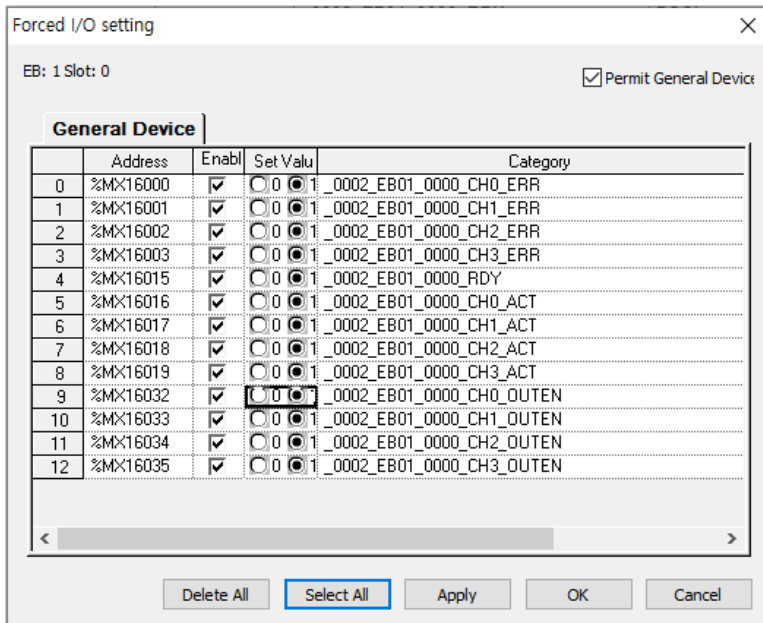 Forced I/O setting
EB: 1 Slot: 0
Permit General Device
General Device
Address Enabl Set Valu Category
0 %MX16000 0 1 _0002_EB01_0000_CH0_ERR
1 %MX16001 0 1 _0002_EB01_0000_CH1_ERR
2 %MX16002 0 1 _0002_EB01_0000_CH2_ERR
3 %MX16003 0 1 _0002_EB01_0000_CH3_ERR
4 %MX16015 0 1 _0002_EB01_0000_RDY
5 %MX16016 0 1 _0002_EB01_0000_CH0_ACT
6 %MX16017 0 1 _0002_EB01_0000_CH1_ACT
7 %MX16018 0 1 _0002_EB01_0000_CH2_ACT
8 %MX16019 0 1 _0002_EB01_0000_CH3_ACT
9 %MX16032 0 1 _0002_EB01_0000_CH0_OUTEN
10 %MX16033 0 1 _0002_EB01_0000_CH1_OUTEN
11 %MX16034 0 1 _0002_EB01_0000_CH2_OUTEN
12 %MX16035 0 1 _0002_EB01_0000_CH3_OUTEN
Delete All Select All Apply OK Cancel